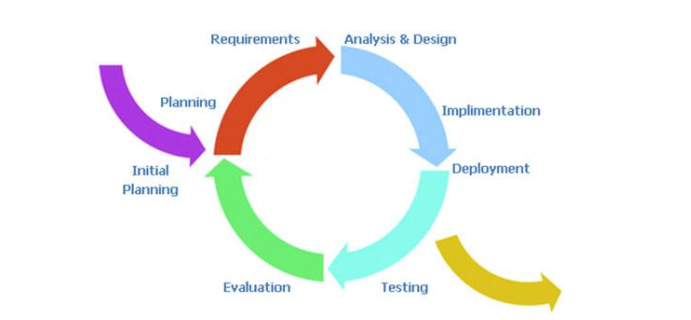 Requirements
Analysis & Design
Planning
Implimentation
Initial
Planning
Deployment
Evaluation
Testing